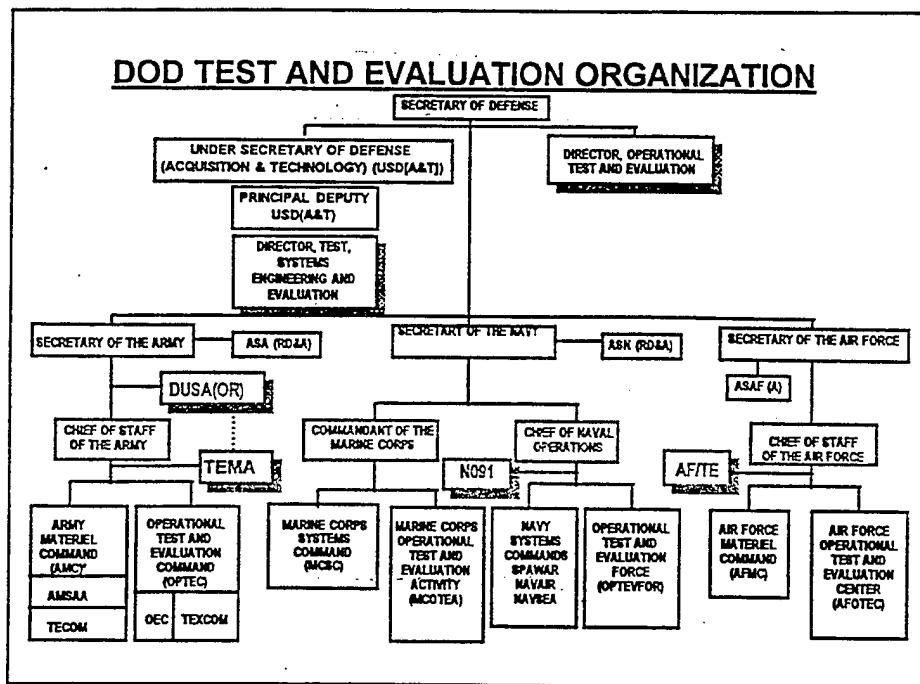 DOD TEST AND EVALUATION ORGANIZATION
SECRETARY OF DEFENSE
UNDER SECRETARY OF DEFENSE
(ACQUISITION & TECHNOLOGY) (USD[A&T])
DIRECTOR, OPERATIONAL
TEST AND EVALUATION
PRINCIPAL DEPUTY
USD(A&T)
DIRECTOR, TEST,
SYSTEMS
ENGINEERING AND
EVALUATION
SECRETARY OF THE ARMY
ASA (RD&A)
SECRETARY OF THE NAVY
ASN (RD&A)
SECRETARY OF THE AIR FORCE
ASAF (A)
DUSA(OR)
CHIEF OF STAFF
OF THE ARMY
COMMANDANT OF THE
MARINE CORPS
CHIEF OF NAVAL
OPERATIONS
CHIEF OF STAFF
OF THE AIR FORCE
TEMA
N091
AF/TE
ARMY
MATERIEL
COMMAND
(AMC)
AMSAA
TECOM
OPERATIONAL
TEST AND
EVALUATION
COMMAND
(OPTEC)
OEC
TEXCOM
MARINE CORPS
SYSTEMS
COMMAND
(MCSC)
MARINE CORPS
OPERATIONAL
TEST AND
EVALUATION
ACTIVITY
(MCOTEA)
NAVY
SYSTEMS
COMMANDS
SPAWAR
NAVAIR
NAVSEA
OPERATIONAL
TEST AND
EVALUATION
FORCE
(OPTEVFOR)
AIR FORCE
MATERIEL
COMMAND
(AFMC)
AIR FORCE
OPERATIONAL
TEST AND
EVALUATION
CENTER
(AFOTEC)